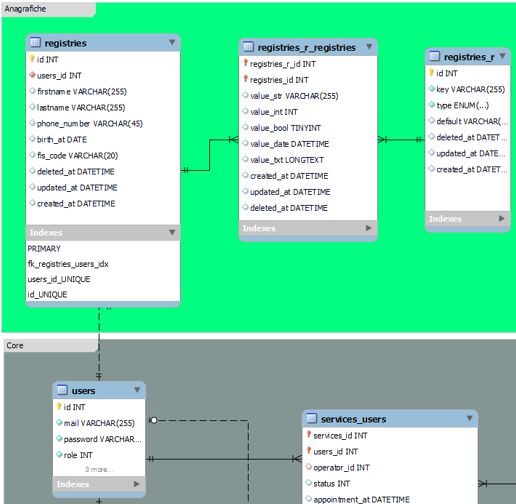 Anagrafiche
registries
id INT
users_id INT
firstname VARCHAR(255)
lastname VARCHAR(255)
phone_number VARCHAR(45)
birth_at DATE
fis_code VARCHAR(20)
deleted_at DATETIME
updated_at DATETIME
created_at DATETIME
Indexes
PRIMARY
fk_registries_users_idx
users_id_UNIQUE
id_UNIQUE
registries_r_registries
registries_r_id INT
registries_id INT
value_str VARCHAR(255)
value_int INT
value_bool TINYINT
value_date DATETIME
value_txt LONGTEXT
created_at DATETIME
updated_at DATETIME
deleted_at DATETIME
Indexes
registries_r
id INT
key VARCHAR(255)
type ENUM(...)
default VARCHAR(...
deleted_at DATET...
updated_at DATE...
created_at DATET...
Indexes
Core
users
id INT
mail VARCHAR(255)
password VARCHAR...
role INT
3 more...
Indexes
services_users
services_id INT
users_id INT
operator_id INT
status INT
appointment_at DATETIME